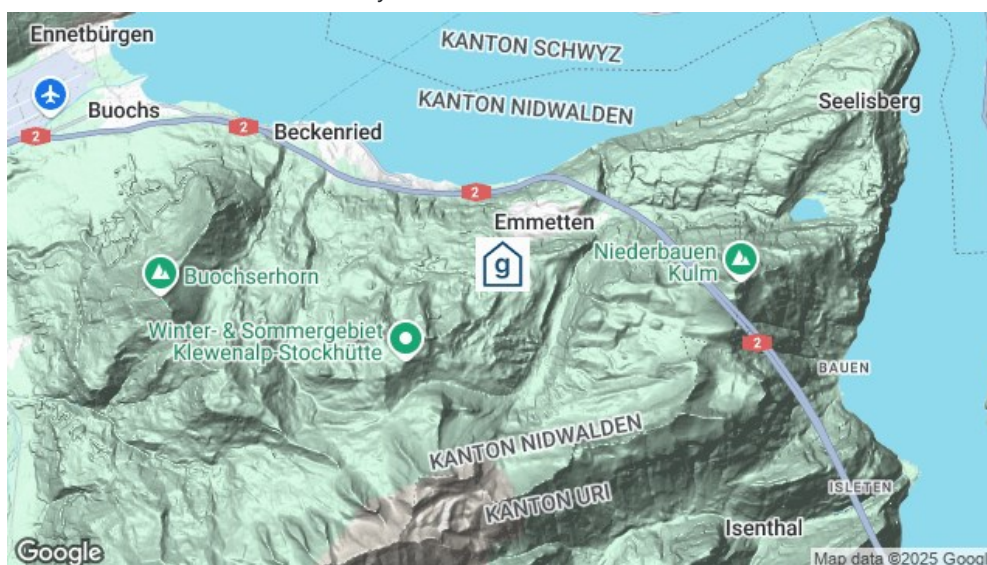 Ennetbürgen
KANTON SCHWYZ
Buochs
KANTON NIDWALDEN
Seelisberg
2
2
Beckenried
2
Emmetten
g
Niederbauen
Kulm
Buochserhorn
Winter- & Sommergebiet
Klewenalp-Stockhütte
2
BAUEN
KANTON NIDWALDEN
KANTON URI
ISLETEN
Isenthal
Google
Map data ©2025 Googl